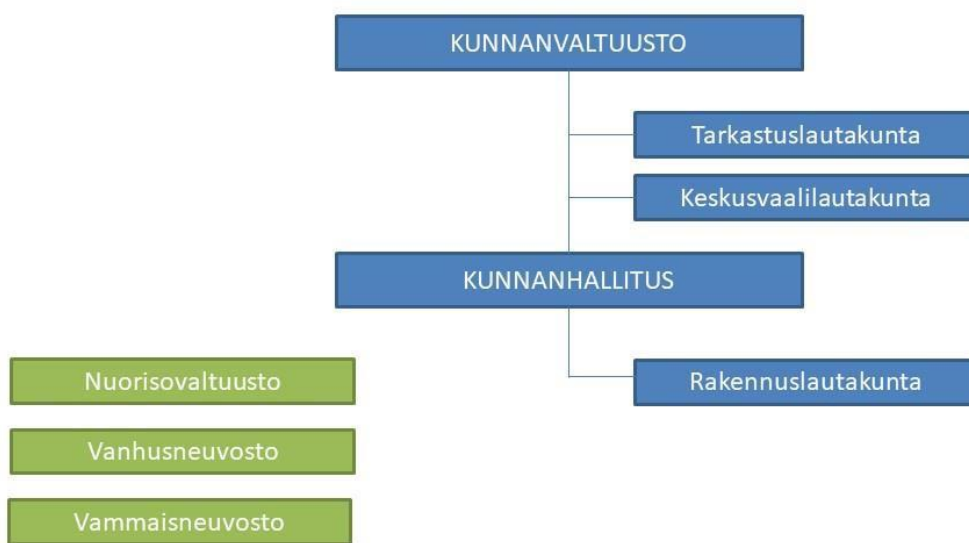 KUNNANVALTUUSTO
Tarkastuslautakunta
Keskusvaalilautakunta
KUNNANHALLITUS
Nuorisovaltuusto
Rakennuslautakunta
Vanhusneuvosto
Vammaisneuvosto